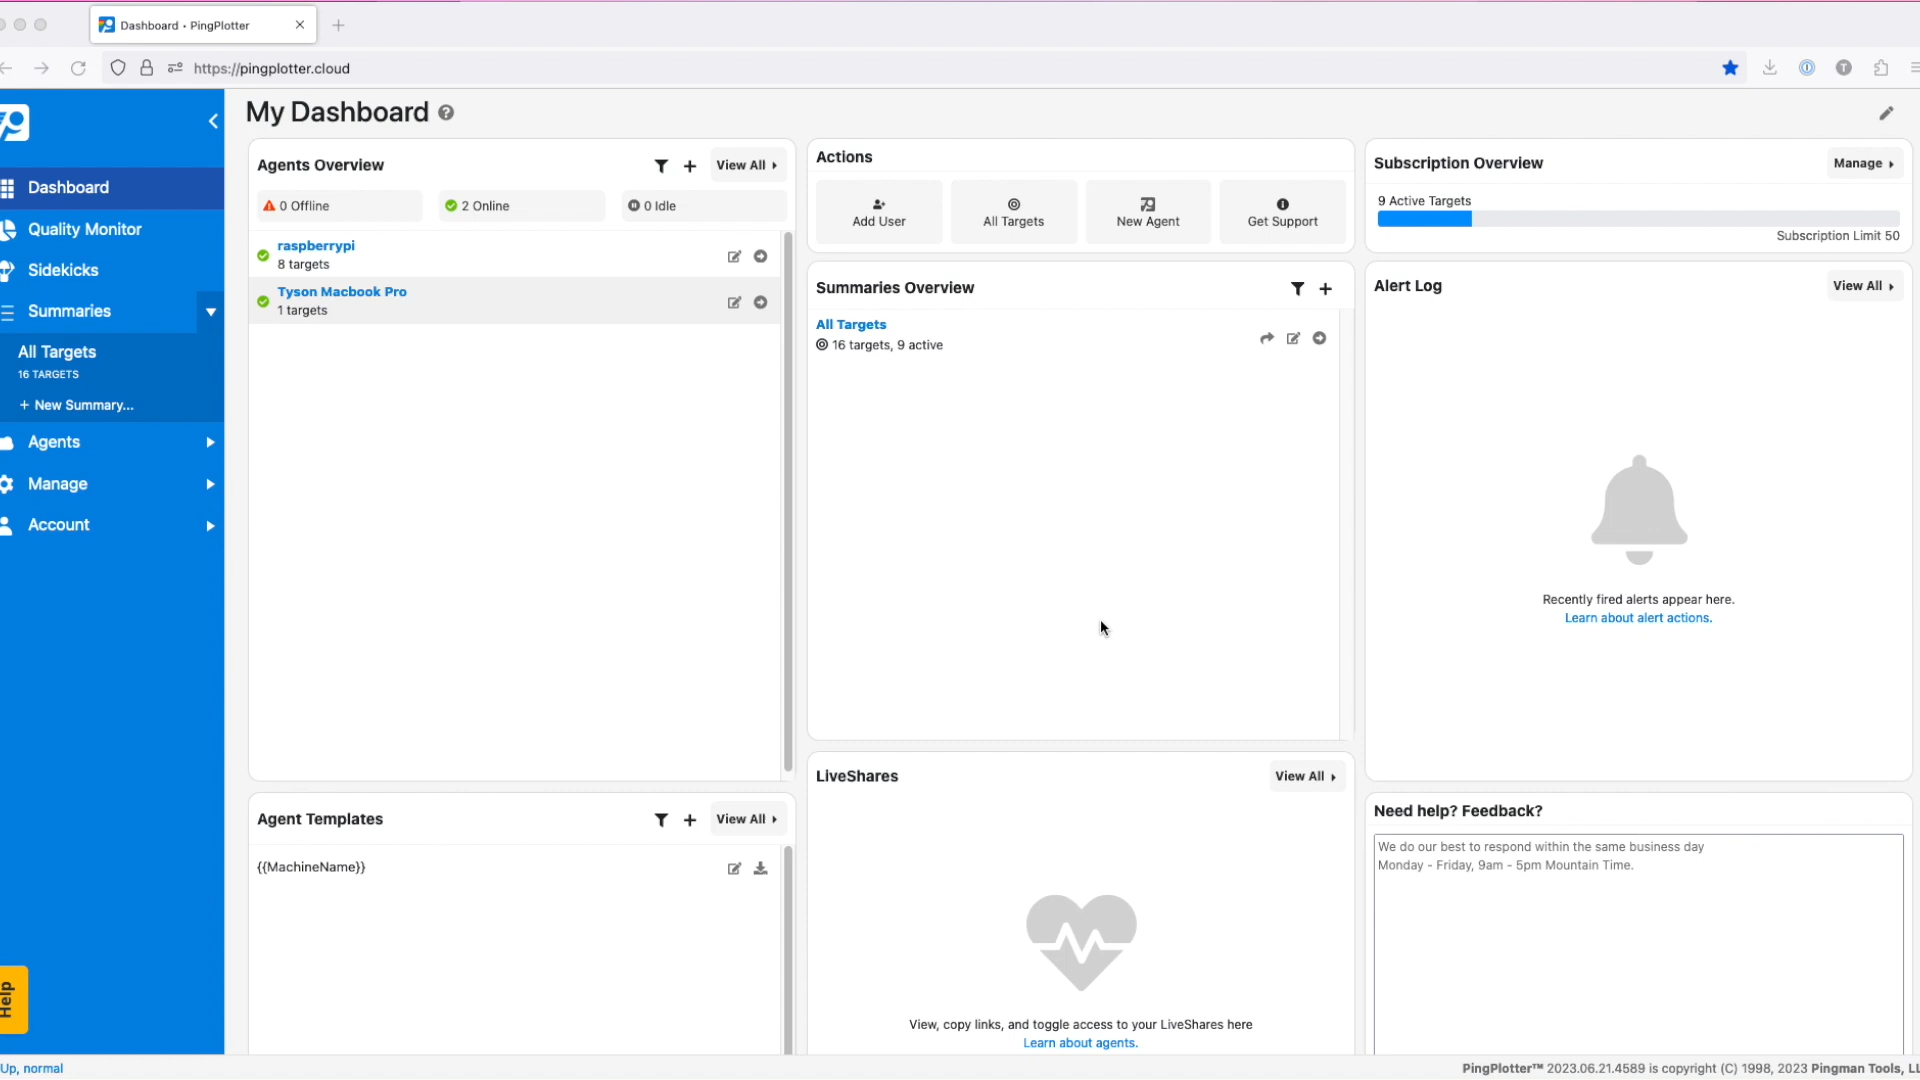 Dashboard • PingPlotter
https://pingplotter.cloud
My Dashboard
Dashboard
Quality Monitor
Sidekicks
Summaries
All Targets
16 TARGETS
+ New Summary...
Agents
Manage
Account
Help
Agents Overview
View All
0 Offline
2 Online
0 Idle
raspberrypi
8 targets
Tyson Macbook Pro
1 targets
Agent Templates
View All
{{MachineName}}
Actions
Add User
All Targets
New Agent
Get Support
Summaries Overview
All Targets
16 targets, 9 active
LiveShares
View All
View, copy links, and toggle access to your LiveShares here
Learn about agents.
Subscription Overview
Manage
9 Active Targets
Subscription Limit 50
Alert Log
View All
Recently fired alerts appear here.
Learn about alert actions.
Need help? Feedback?
We do our best to respond within the same business day
Monday - Friday, 9am - 5pm Mountain Time.
Up, normal
PingPlotter™ 2023.06.21.4589 is copyright (C) 1998, 2023 Pingman Tools,